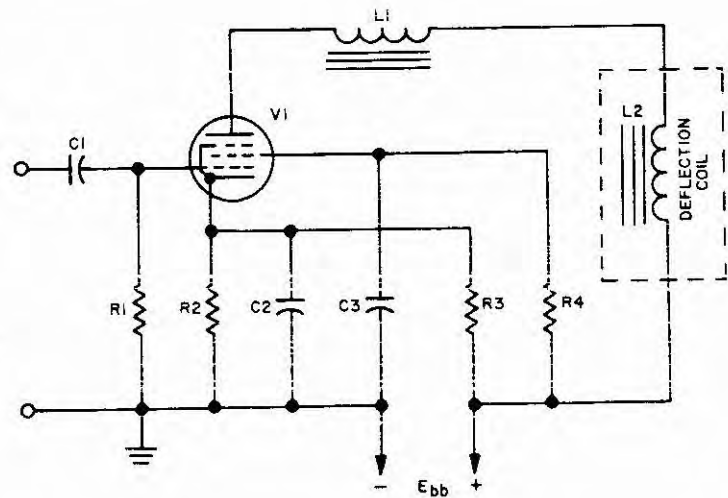 L1
V1
C1
L2
DEFLECTION
COIL
R1
R2
C2
C3
R3
R4
- Ebb +